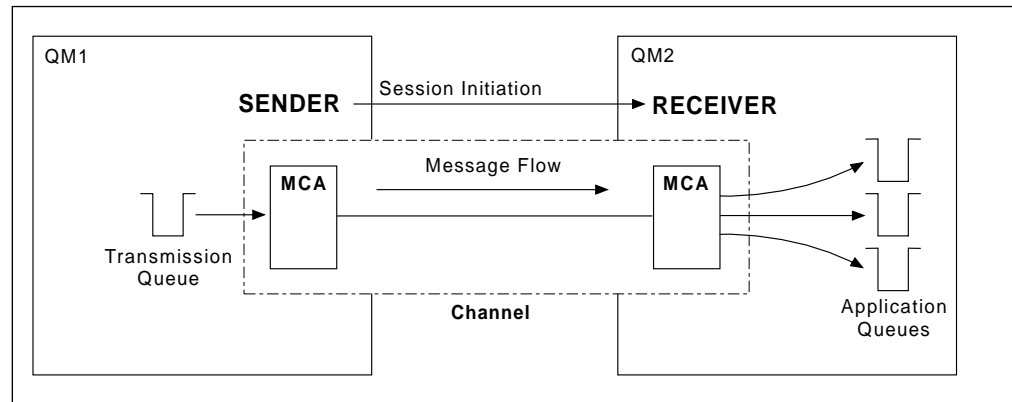 QM1
QM2
Session Initiation
SENDER
RECEIVER
Message Flow
MCA
MCA
Transmission
Queue
Channel
Application
Queues